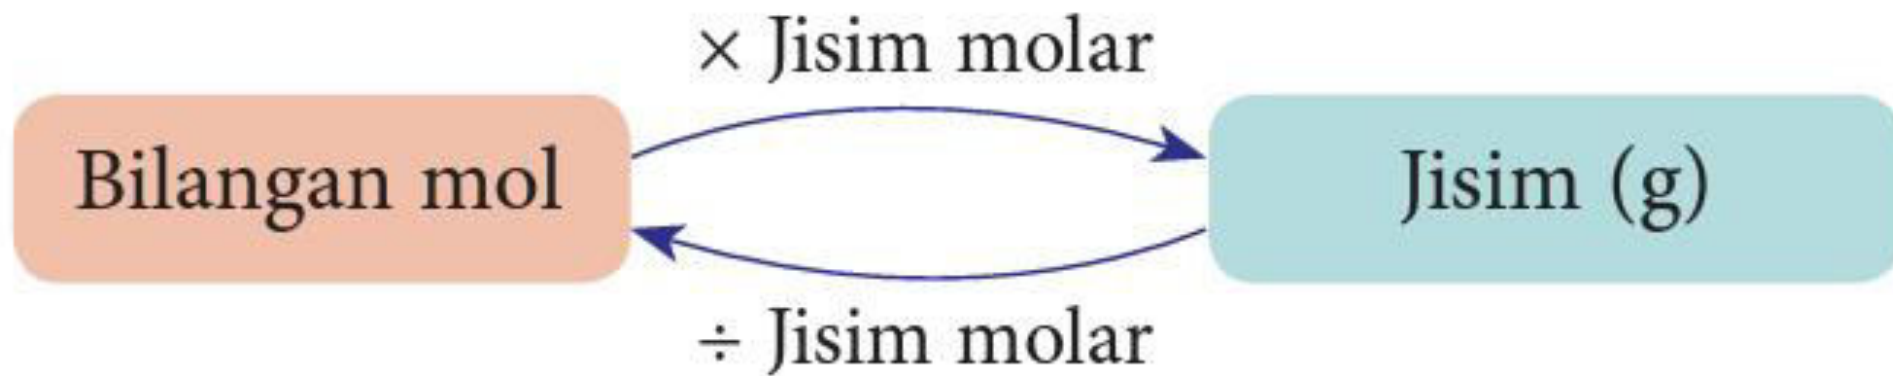 × Jisim molar
Bilangan mol
Jisim (g)
÷ Jisim molar